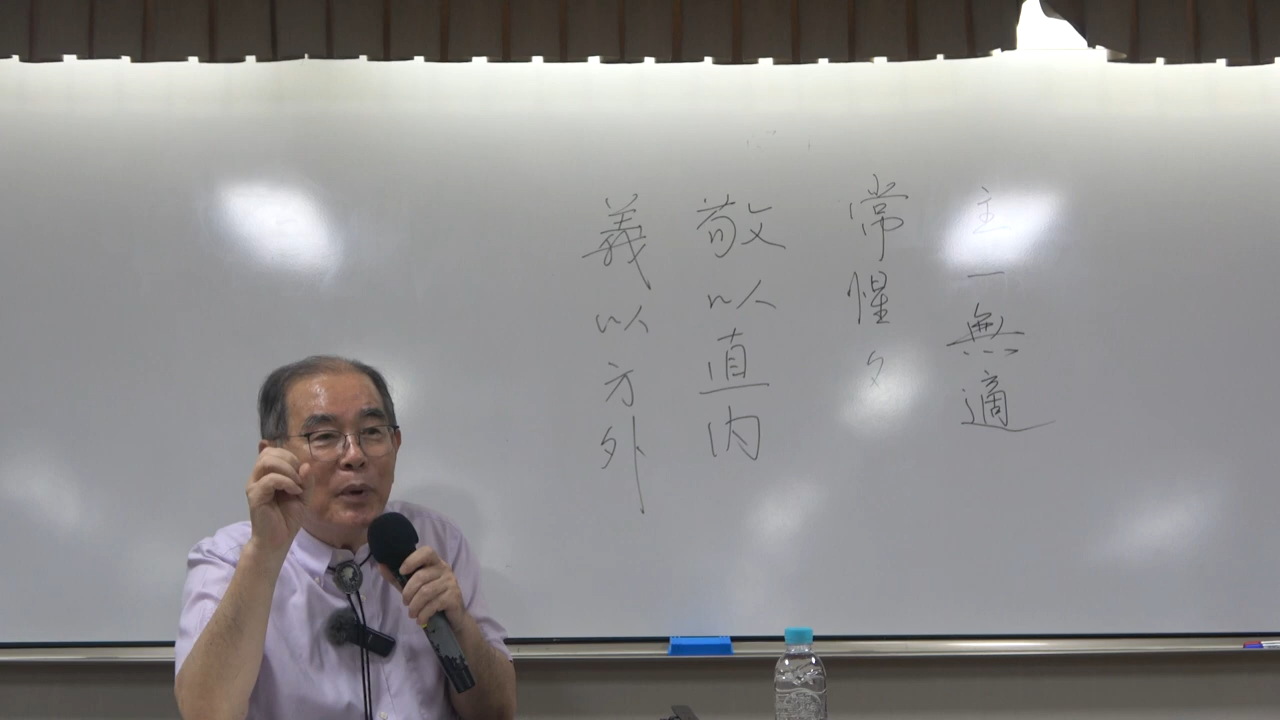 主一無適
常惺々
敬以直内
義以方外